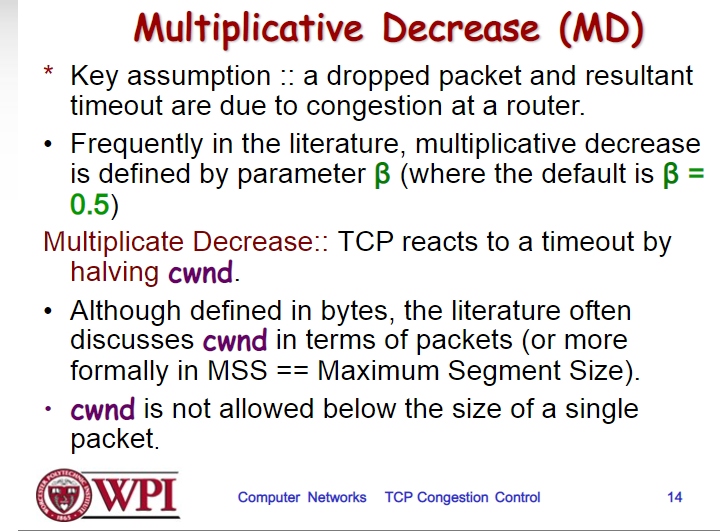 Multiplicative Decrease (MD)
* Key assumption :: a dropped packet and resultant
timeout are due to congestion at a router.
• Frequently in the literature, multiplicative decrease
is defined by parameter β (where the default is β =
0.5)
Multiplicate Decrease:: TCP reacts to a timeout by
halving cwnd.
• Although defined in bytes, the literature often
discusses cwnd in terms of packets (or more
formally in MSS == Maximum Segment Size).
• cwnd is not allowed below the size of a single
packet.
WPI
Computer Networks TCP Congestion Control
14